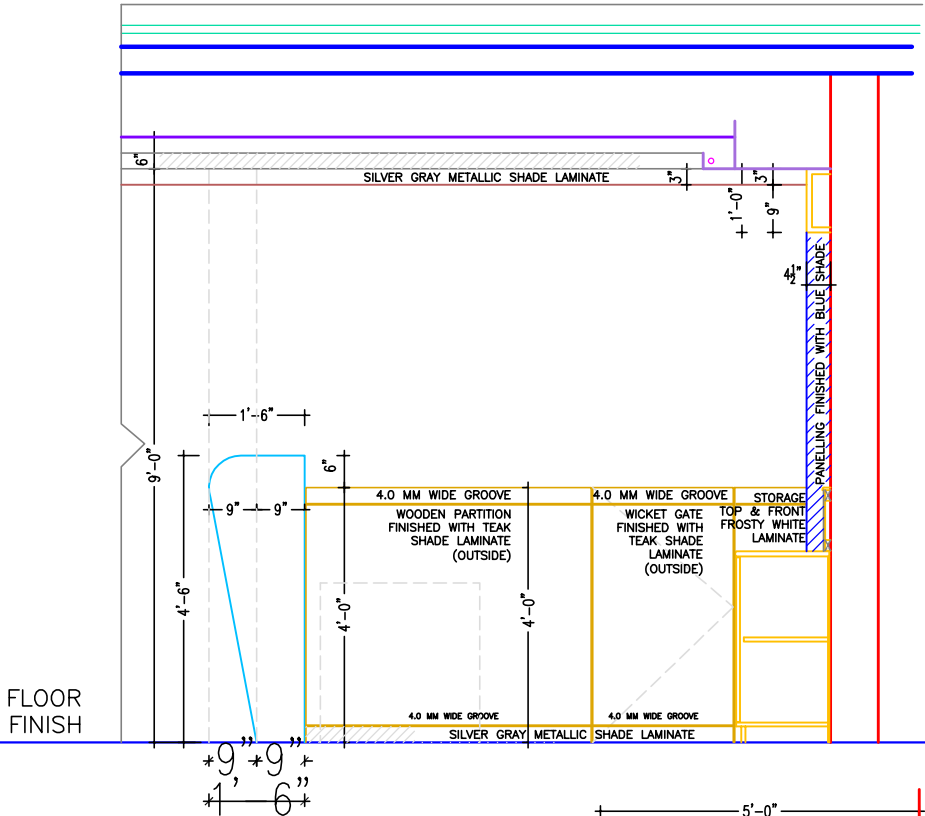 6"
SILVER GRAY METALLIC SHADE LAMINATE
3"
1'-0"
3"
9"
4½"
PANELLING FINISHED WITH BLUE SHADE
1'-6"
9'-0"
6"
9"
9"
4'-6"
4.0 MM WIDE GROOVE
WOODEN PARTITION
FINISHED WITH TEAK
SHADE LAMINATE
(OUTSIDE)
4.0 MM WIDE GROOVE
WICKET GATE
FINISHED WITH
TEAK SHADE
LAMINATE
(OUTSIDE)
STORAGE
TOP & FRONT
FROSTY WHITE
LAMINATE
4'-0"
4'-0"
FLOOR
FINISH
4.0 MM WIDE GROOVE
4.0 MM WIDE GROOVE
SILVER GRAY METALLIC SHADE LAMINATE
9"
9"
1'-6"
5'-0"